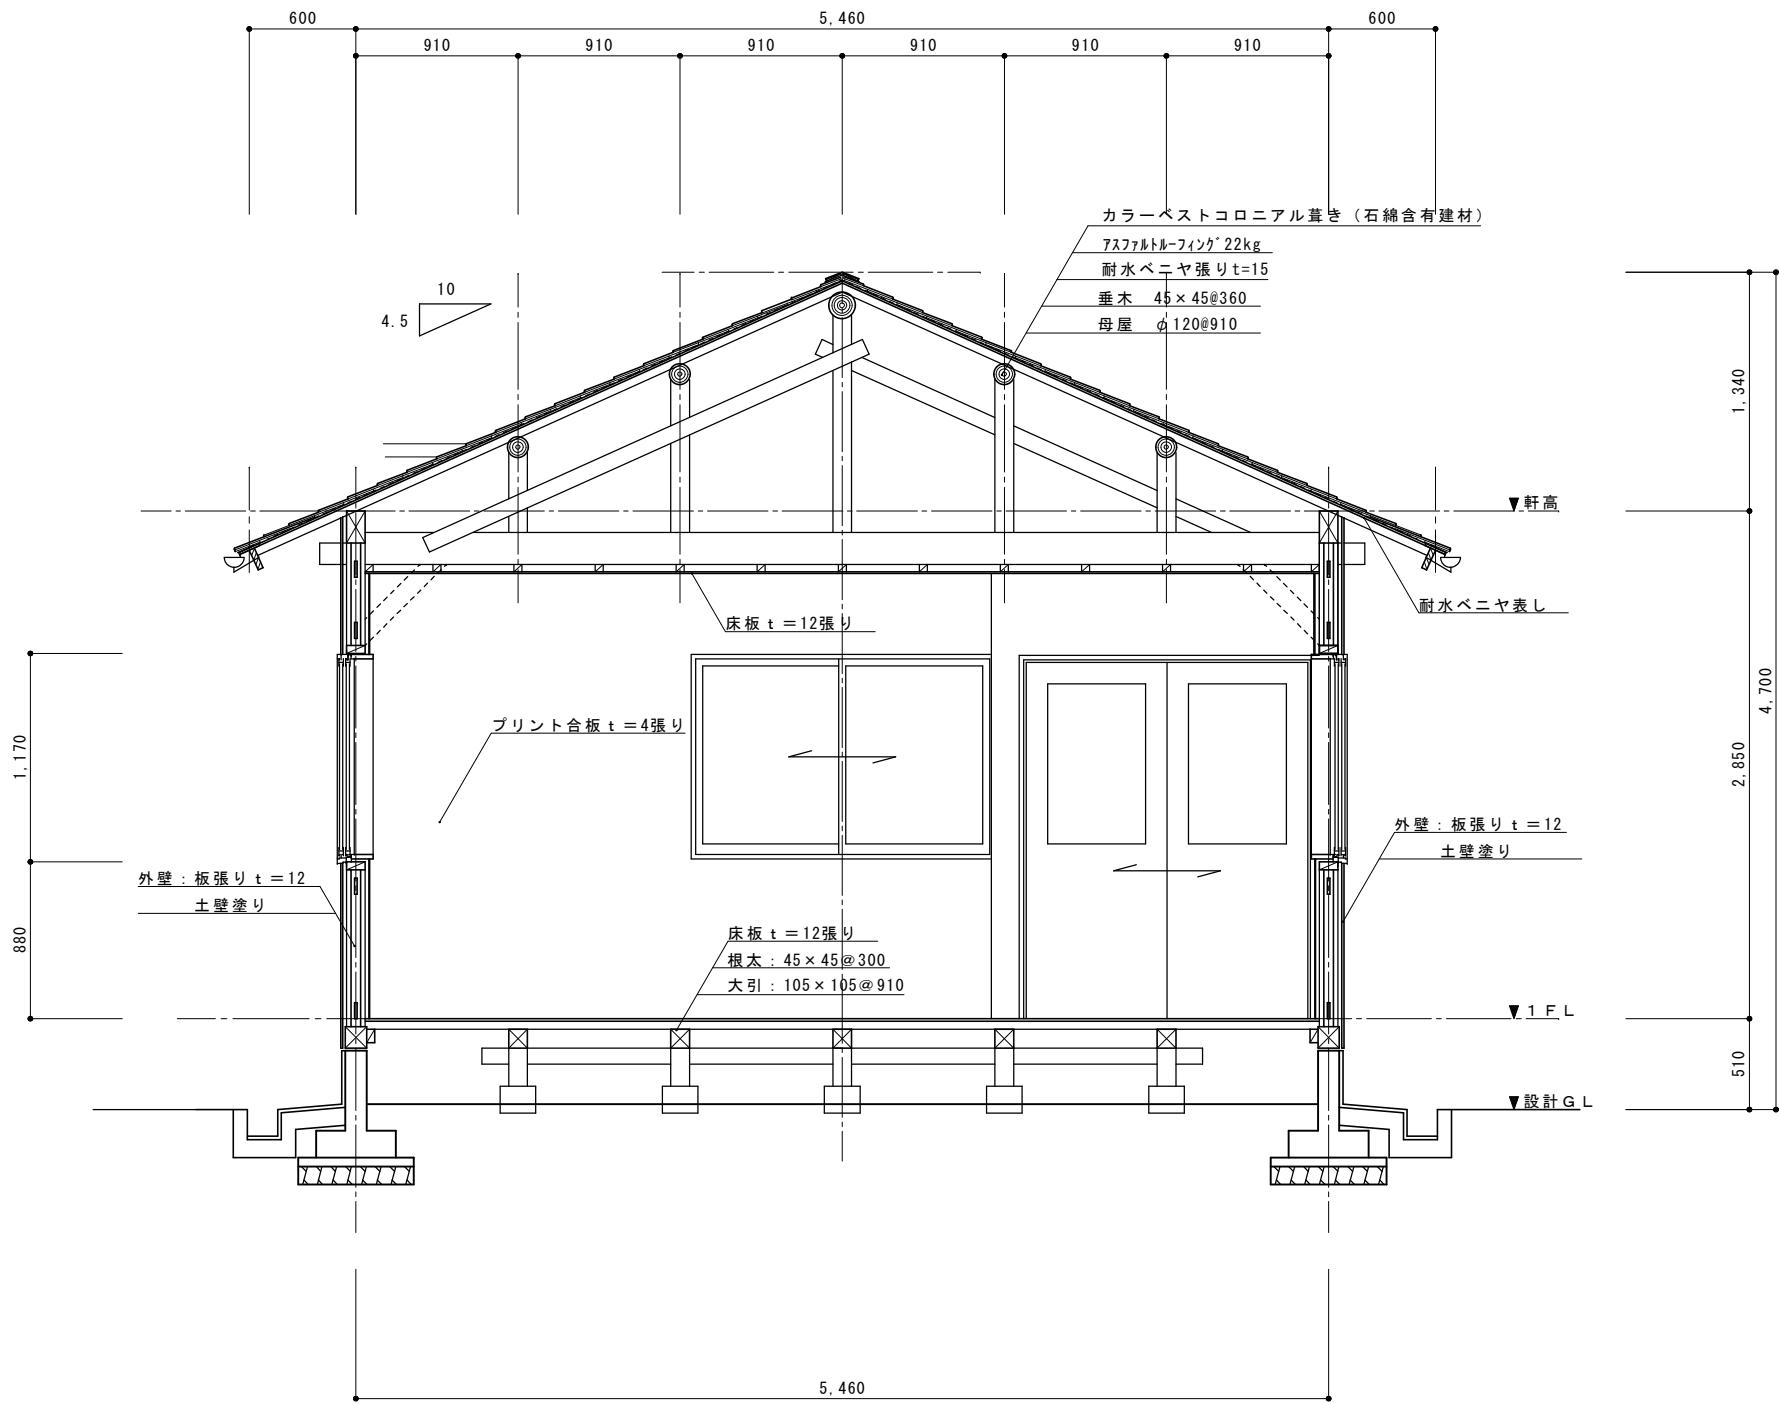 600
5,460
600
910
910
910
910
910
910
カラーベストコロニアル葺き（石綿含有建材）
ｱｽﾌｧﾙﾄﾙｰﾌｨﾝｸﾞ22kg
耐水ベニヤ張りt=15
垂木 45×45@360
母屋 φ120@910
10
4.5
1,340
軒高
耐水ベニヤ表し
床板ｔ＝12張り
4,700
プリント合板ｔ＝4張り
1,170
2,850
外壁：板張りｔ＝12
土壁塗り
外壁：板張りｔ＝12
土壁塗り
880
床板ｔ＝12張り
根太：45×45＠300
大引：105×105＠910
１ＦＬ
510
設計ＧＬ
5,460